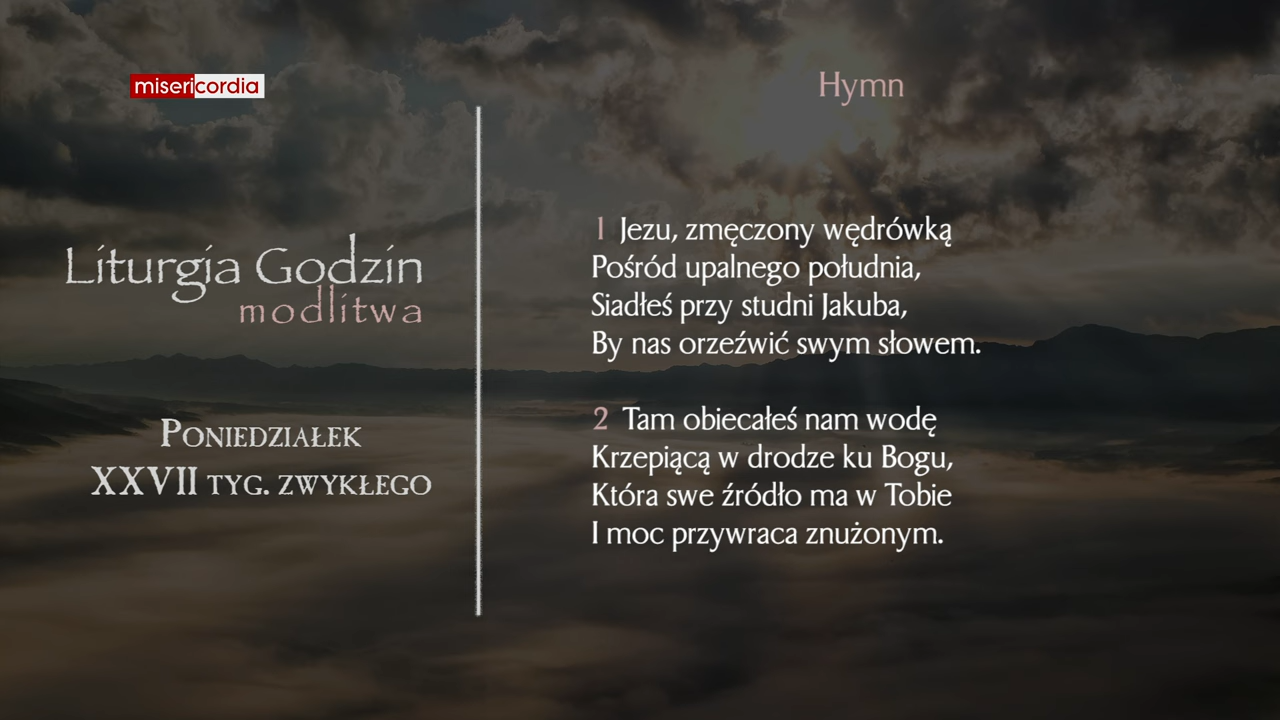 misericordia
Liturgia Godzin
modlitwa
Poniedziałek
XXVII tyg. zwykłego
Hymn
1 Jezu, zmęczony wędrówką
Pośród upalnego południa,
Siadłeś przy studni Jakuba,
By nas orzeźwić swym słowem.
2 Tam obiecałeś nam wodę
Krzepiącą w drodze ku Bogu,
Która swe źródło ma w Tobie
I moc przywraca znużonym.